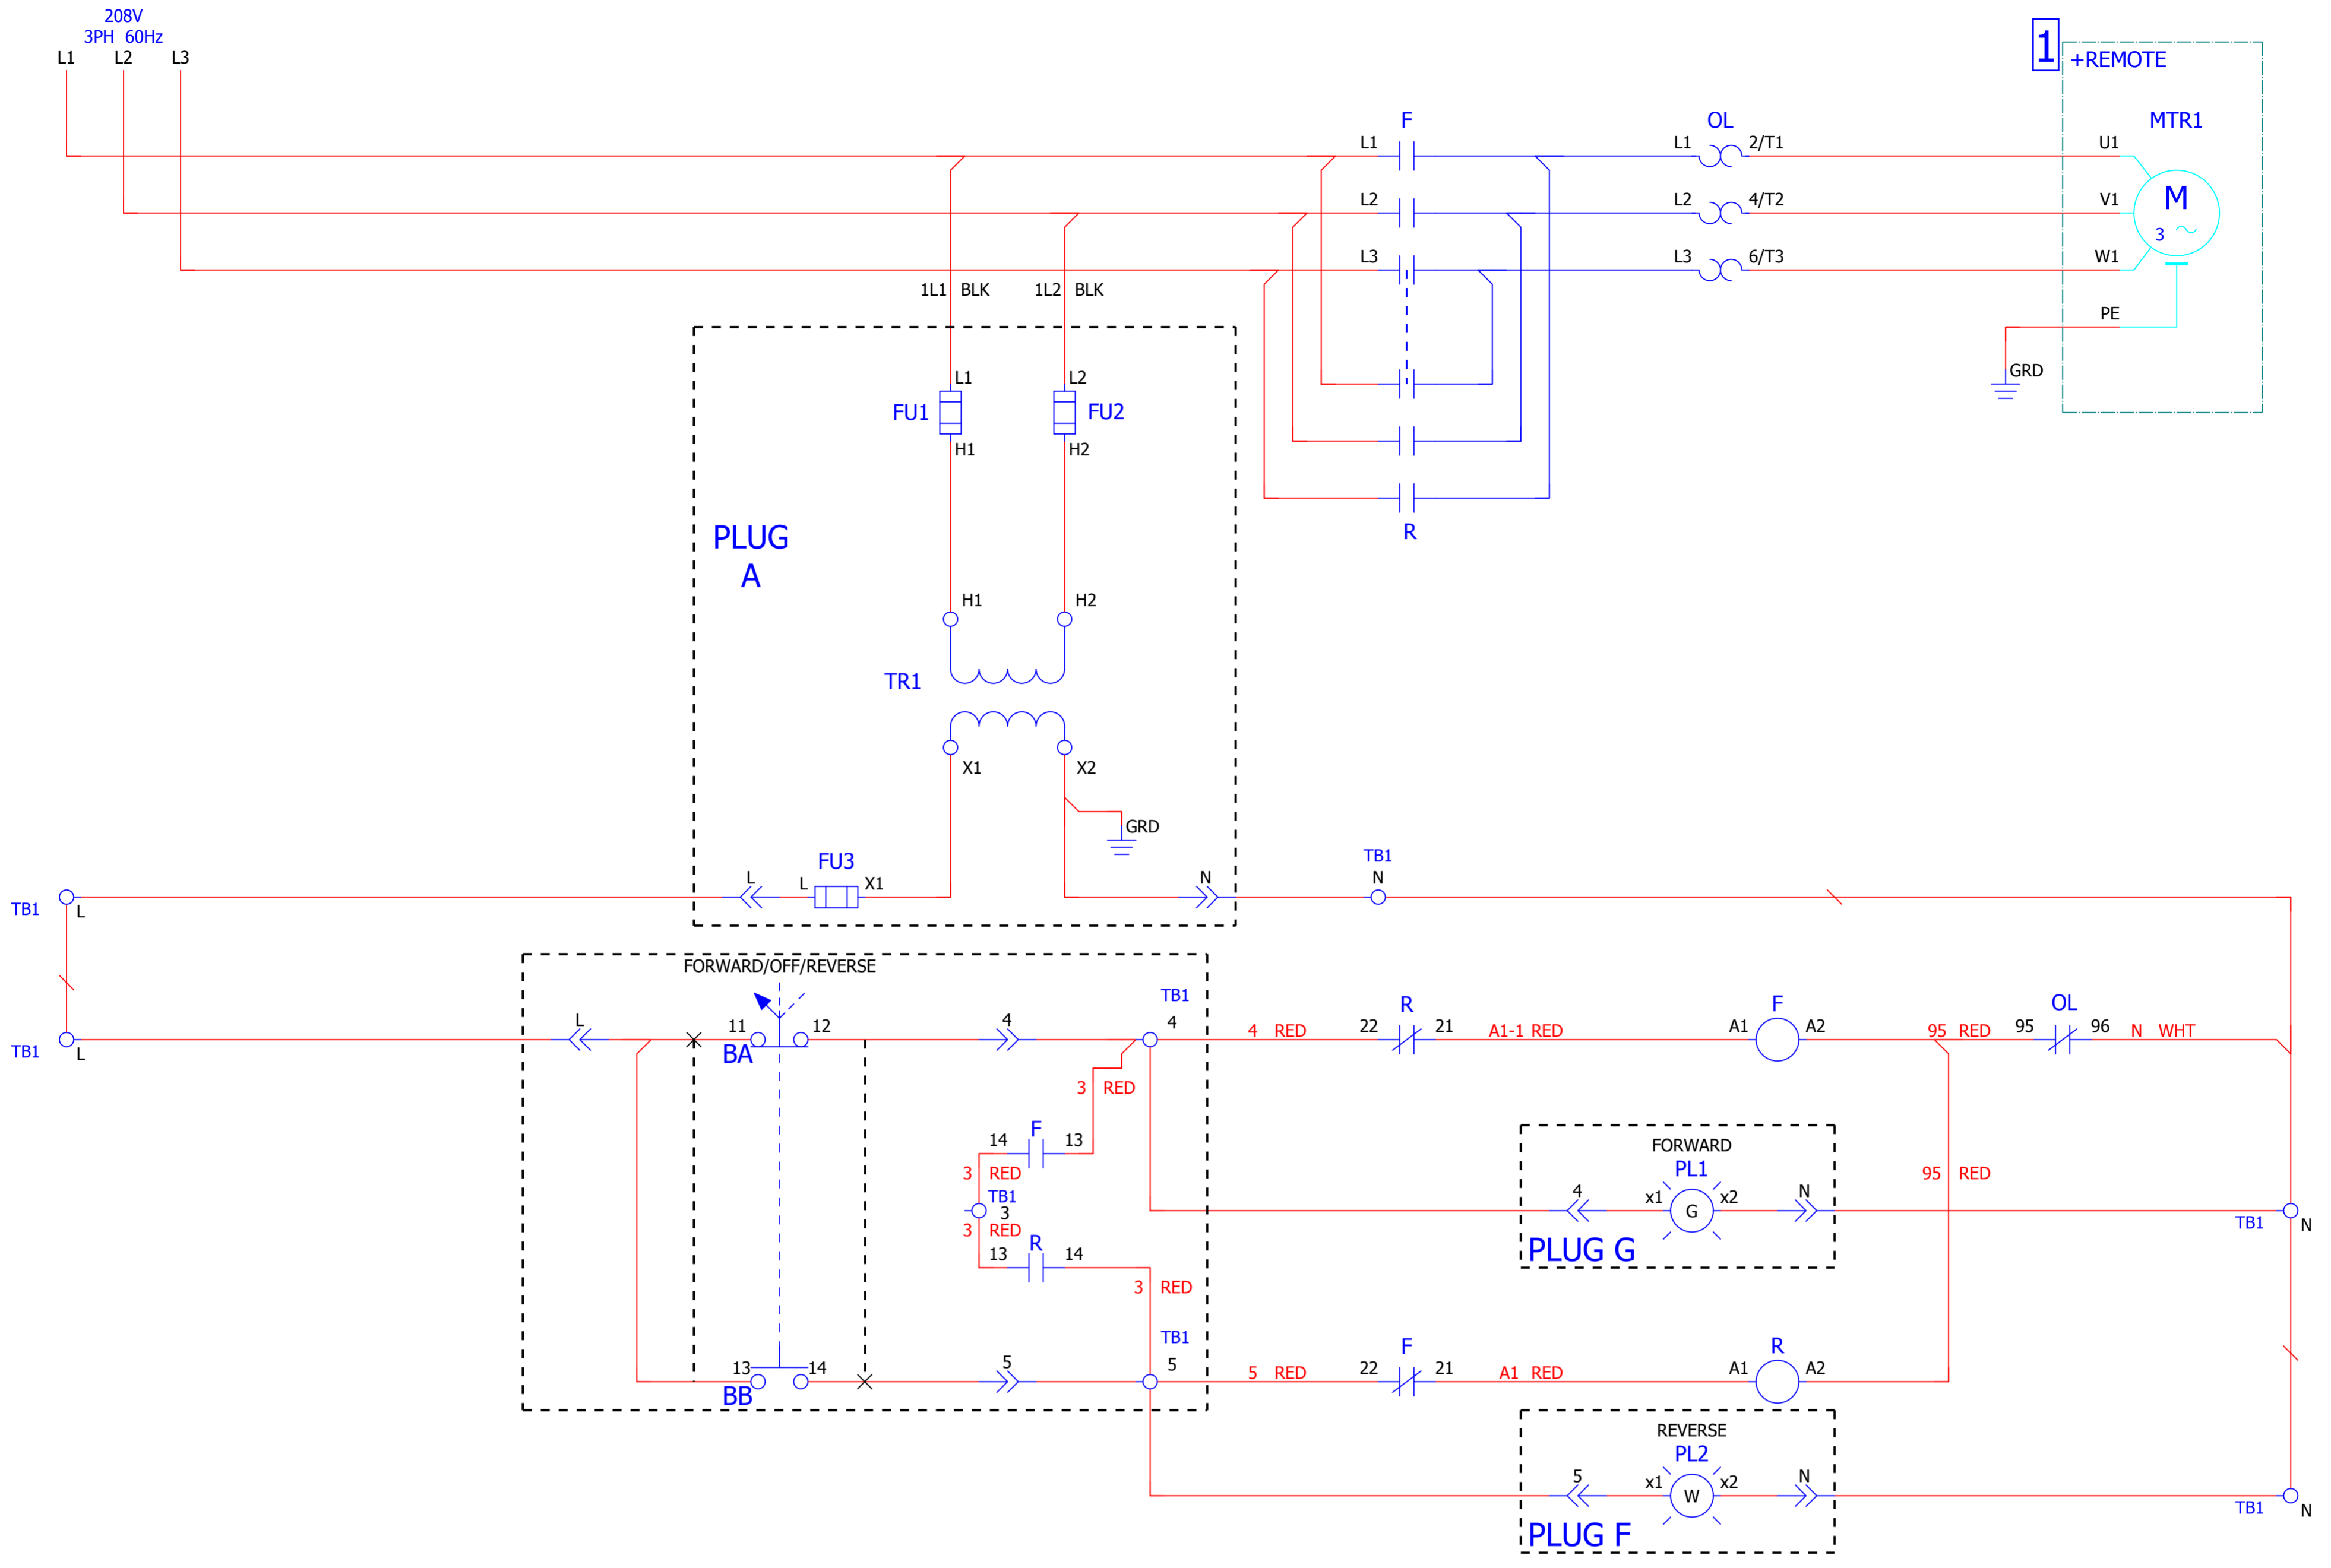 208V
3PH 60Hz
L1 L2 L3
1 +REMOTE
F OL MTR1
L1 L1 2/T1 U1
L2 L2 4/T2 V1
M
3
L3 L3 6/T3 W1
1L1 BLK 1L2 BLK
PE
GRD
L1 L2
FU1 FU2
H1 H2
R
PLUG
A
H1 H2
TR1
X1 X2
GRD
FU3
L L X1 N
TB1
N
TB1 L
FORWARD/OFF/REVERSE
TB1
L 11 12 4 4
BA
TB1 L
R F OL
4 RED 22 21 A1-1 RED A1 A2 95 RED 95 96 N WHT
3 RED
F
14 13
3 RED
TB1
3
3 RED
R
13 14
3 RED
FORWARD
PL1
4 x1 G x2 N
PLUG G
95 RED
TB1 N
TB1
13 14 5 5
BB
F R
5 RED 22 21 A1 RED A1 A2
REVERSE
PL2
5 x1 W x2 N
PLUG F
TB1 N